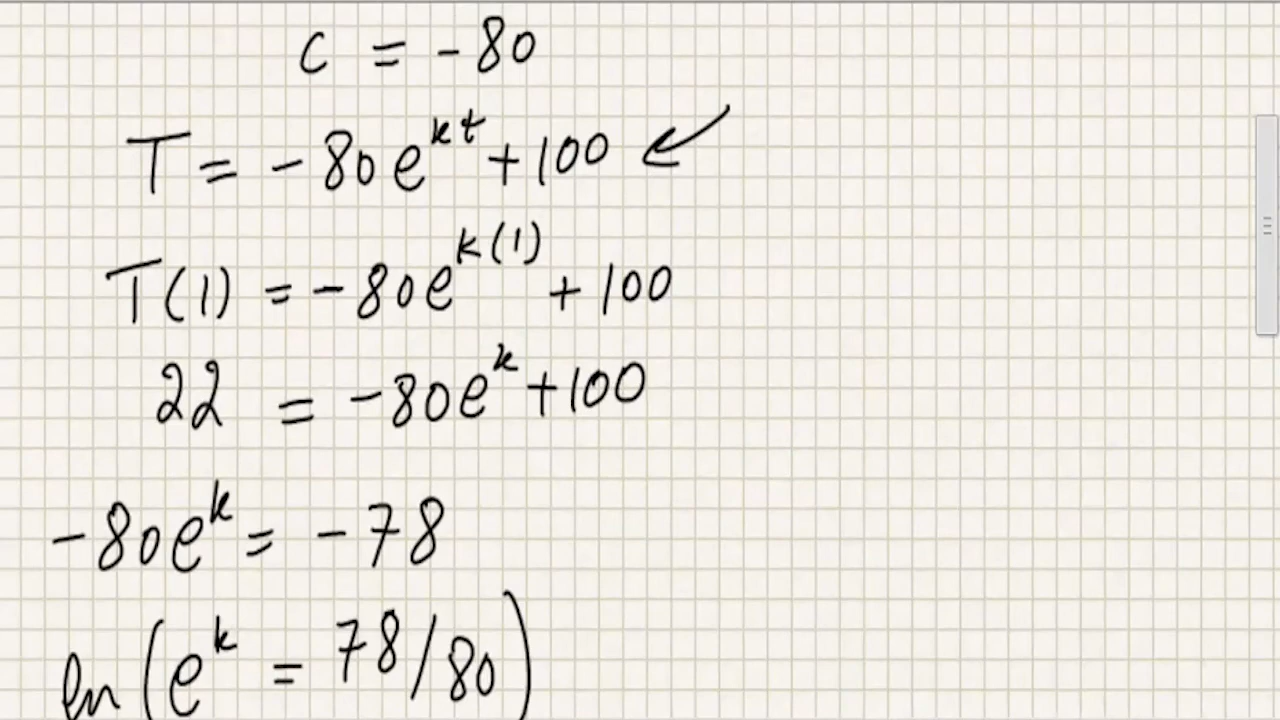 C = -80
T = -80e^{kt} + 100
T(1) = -80e^{k(1)} + 100
22 = -80e^{k} + 100
-80e^{k} = -78
ln(e^{k} = 78/80)